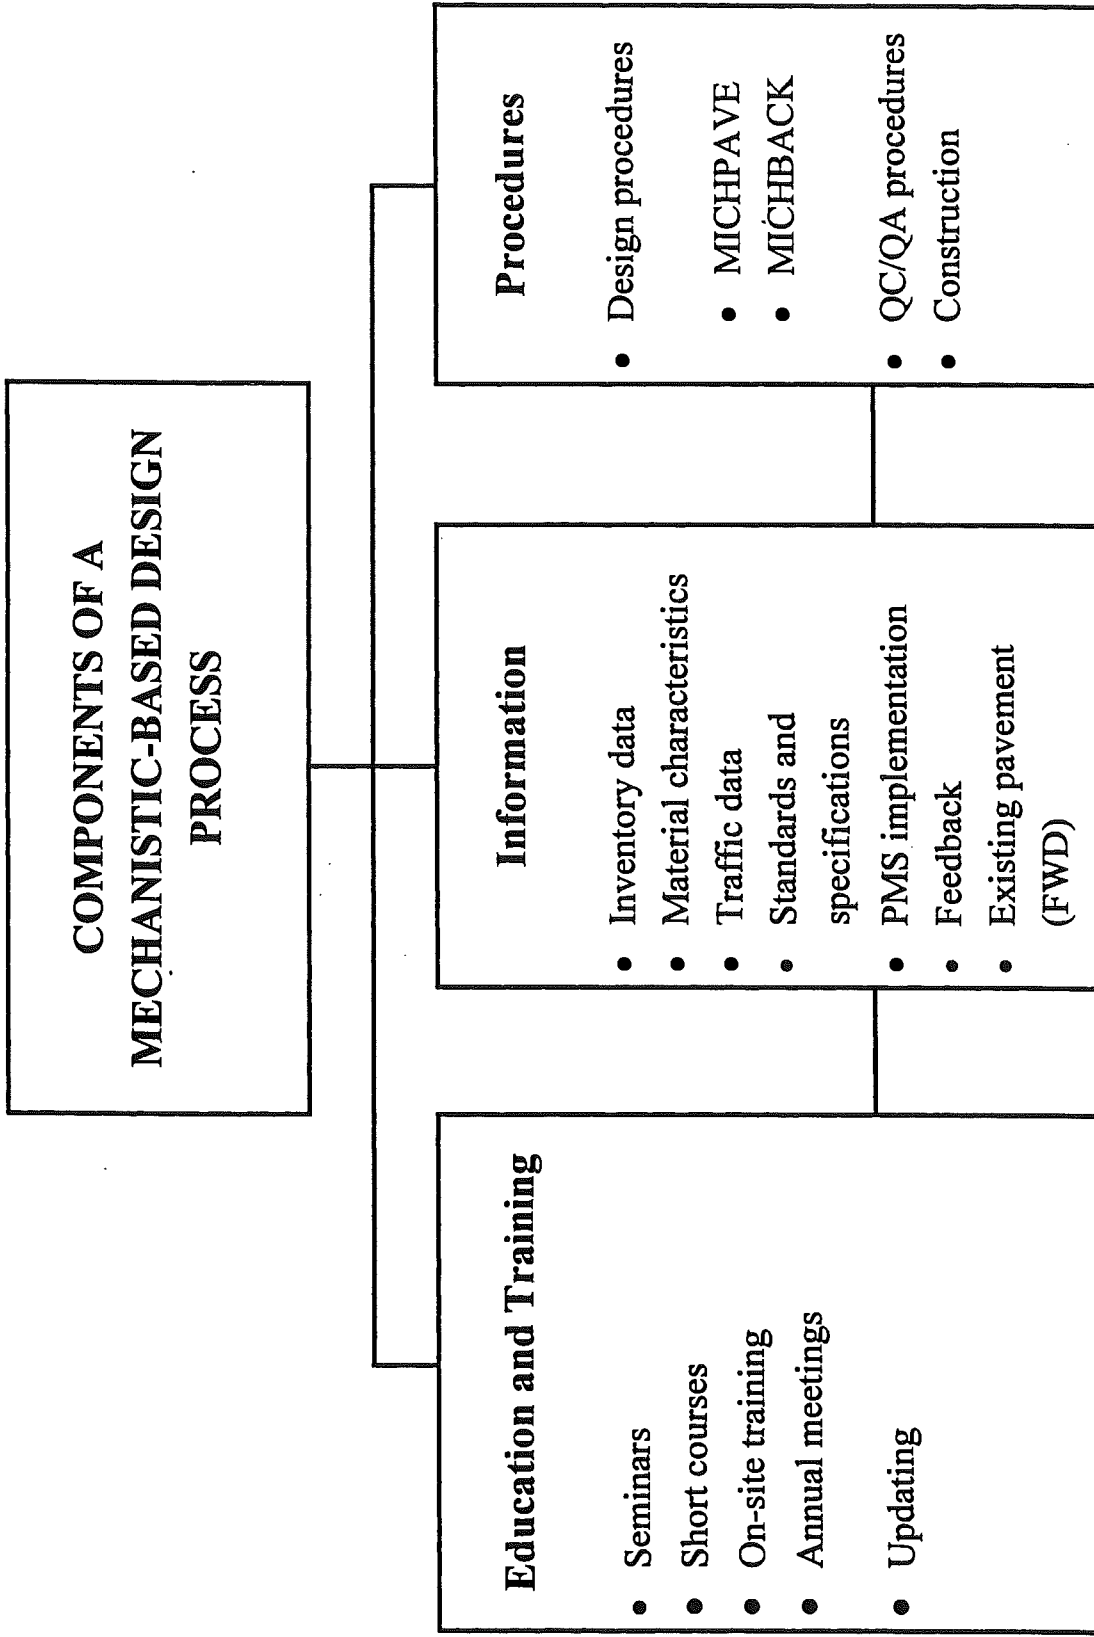 COMPONENTS OF A
MECHANISTIC-BASED DESIGN
PROCESS
Education and Training
• Seminars
• Short courses
• On-site training
• Annual meetings
• Updating
Information
• Inventory data
• Material characteristics
• Traffic data
• Standards and
specifications
• PMS implementation
• Feedback
• Existing pavement
(FWD)
Procedures
• Design procedures
• MICHPAVE
• MICHBACK
• QC/QA procedures
• Construction